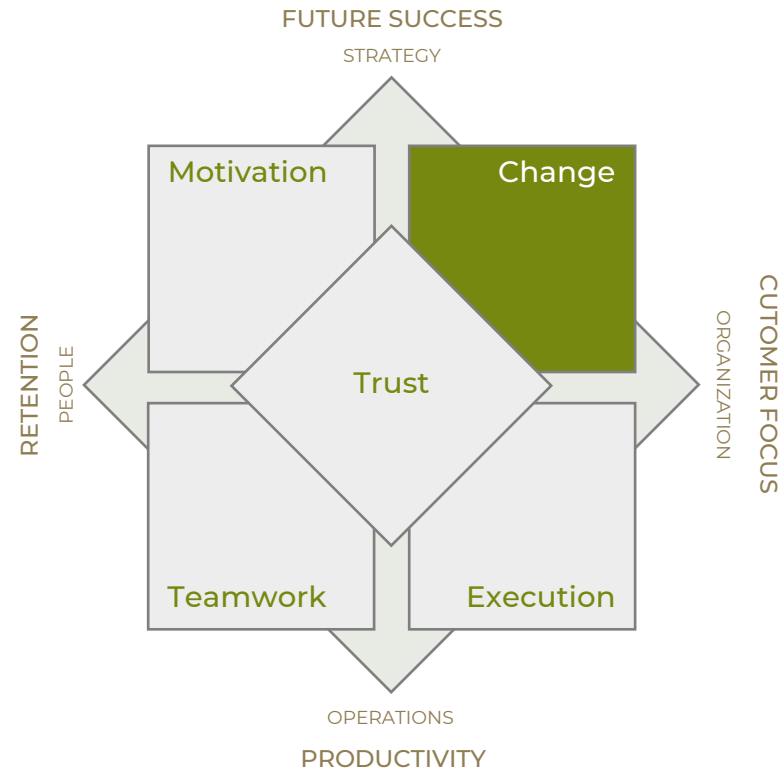 FUTURE SUCCESS
STRATEGY
Motivation
Change
RETENTION
PEOPLE
Trust
ORGANIZATION
CUTOMER FOCUS
Teamwork
Execution
OPERATIONS
PRODUCTIVITY